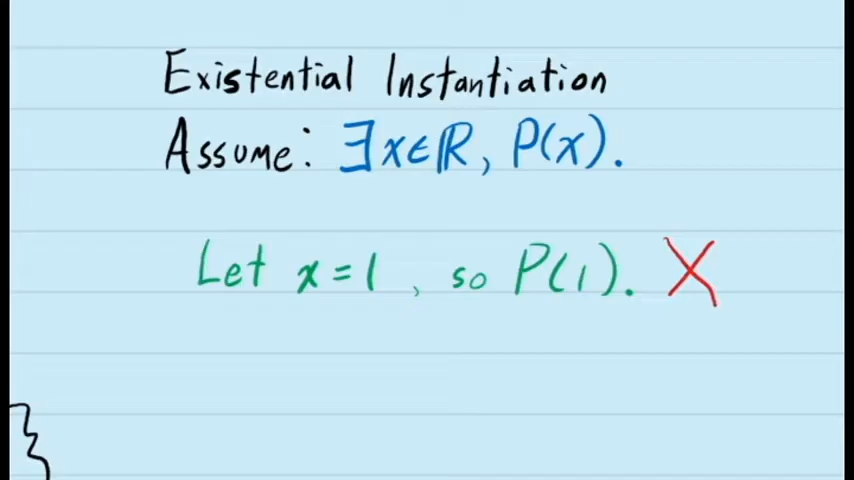 Existential Instantiation
Assume: ∃x∈ℝ, P(x).
Let x=1, so P(1). X